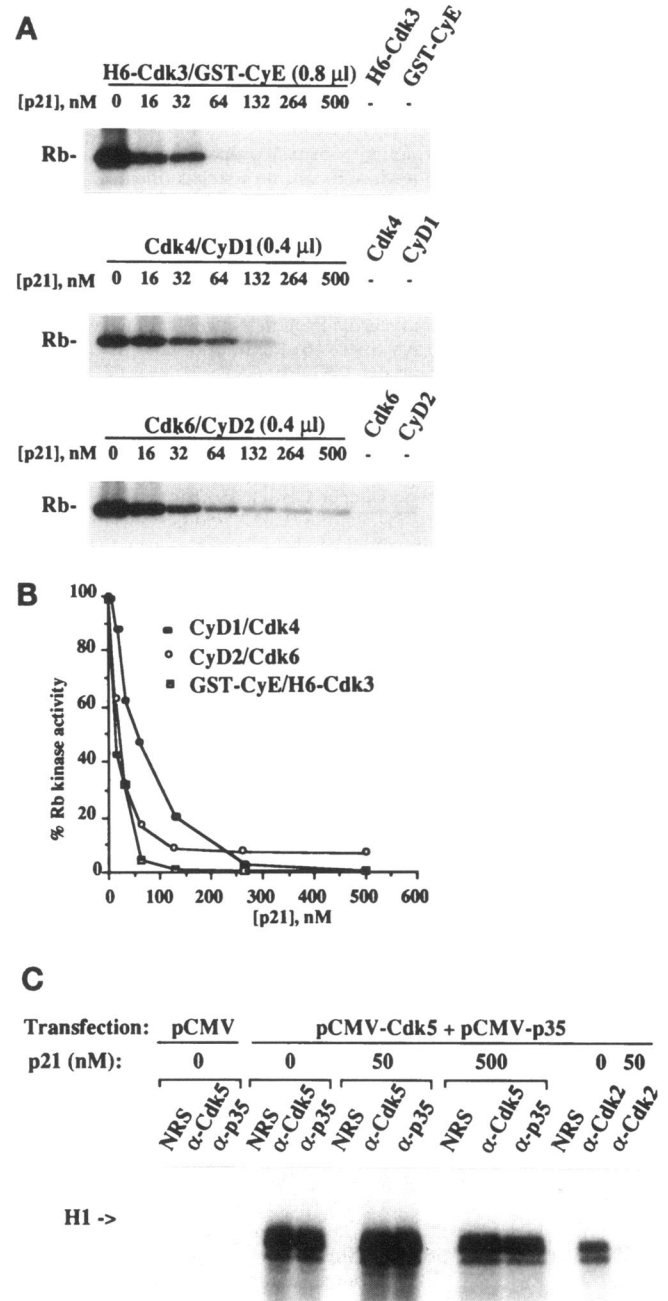 A
H6-Cdk3/GST-CyE (0.8 µl)
H6-Cdk3
GST-CyE
[p21], nM 0 16 32 64 132 264 500 - -
Rb-
Cdk4/CyD1 (0.4 µl)
Cdk4
CyD1
[p21], nM 0 16 32 64 132 264 500 - -
Rb-
Cdk6/CyD2 (0.4 µl)
Cdk6
CyD2
[p21], nM 0 16 32 64 132 264 500 - -
Rb-
B
% Rb kinase activity
100
80
60
40
20
0
CyD1/Cdk4
CyD2/Cdk6
GST-CyE/H6-Cdk3
0 100 200 300 400 500 600
[p21], nM
C
Transfection: pCMV pCMV-Cdk5 + pCMV-p35
p21 (nM): 0 0 50 500 0 50
NRS α-Cdk5 α-p35 NRS α-Cdk5 α-p35 NRS α-Cdk5 α-p35 NRS α-Cdk5 α-p35 NRS α-Cdk2 α-Cdk2
H1 ->